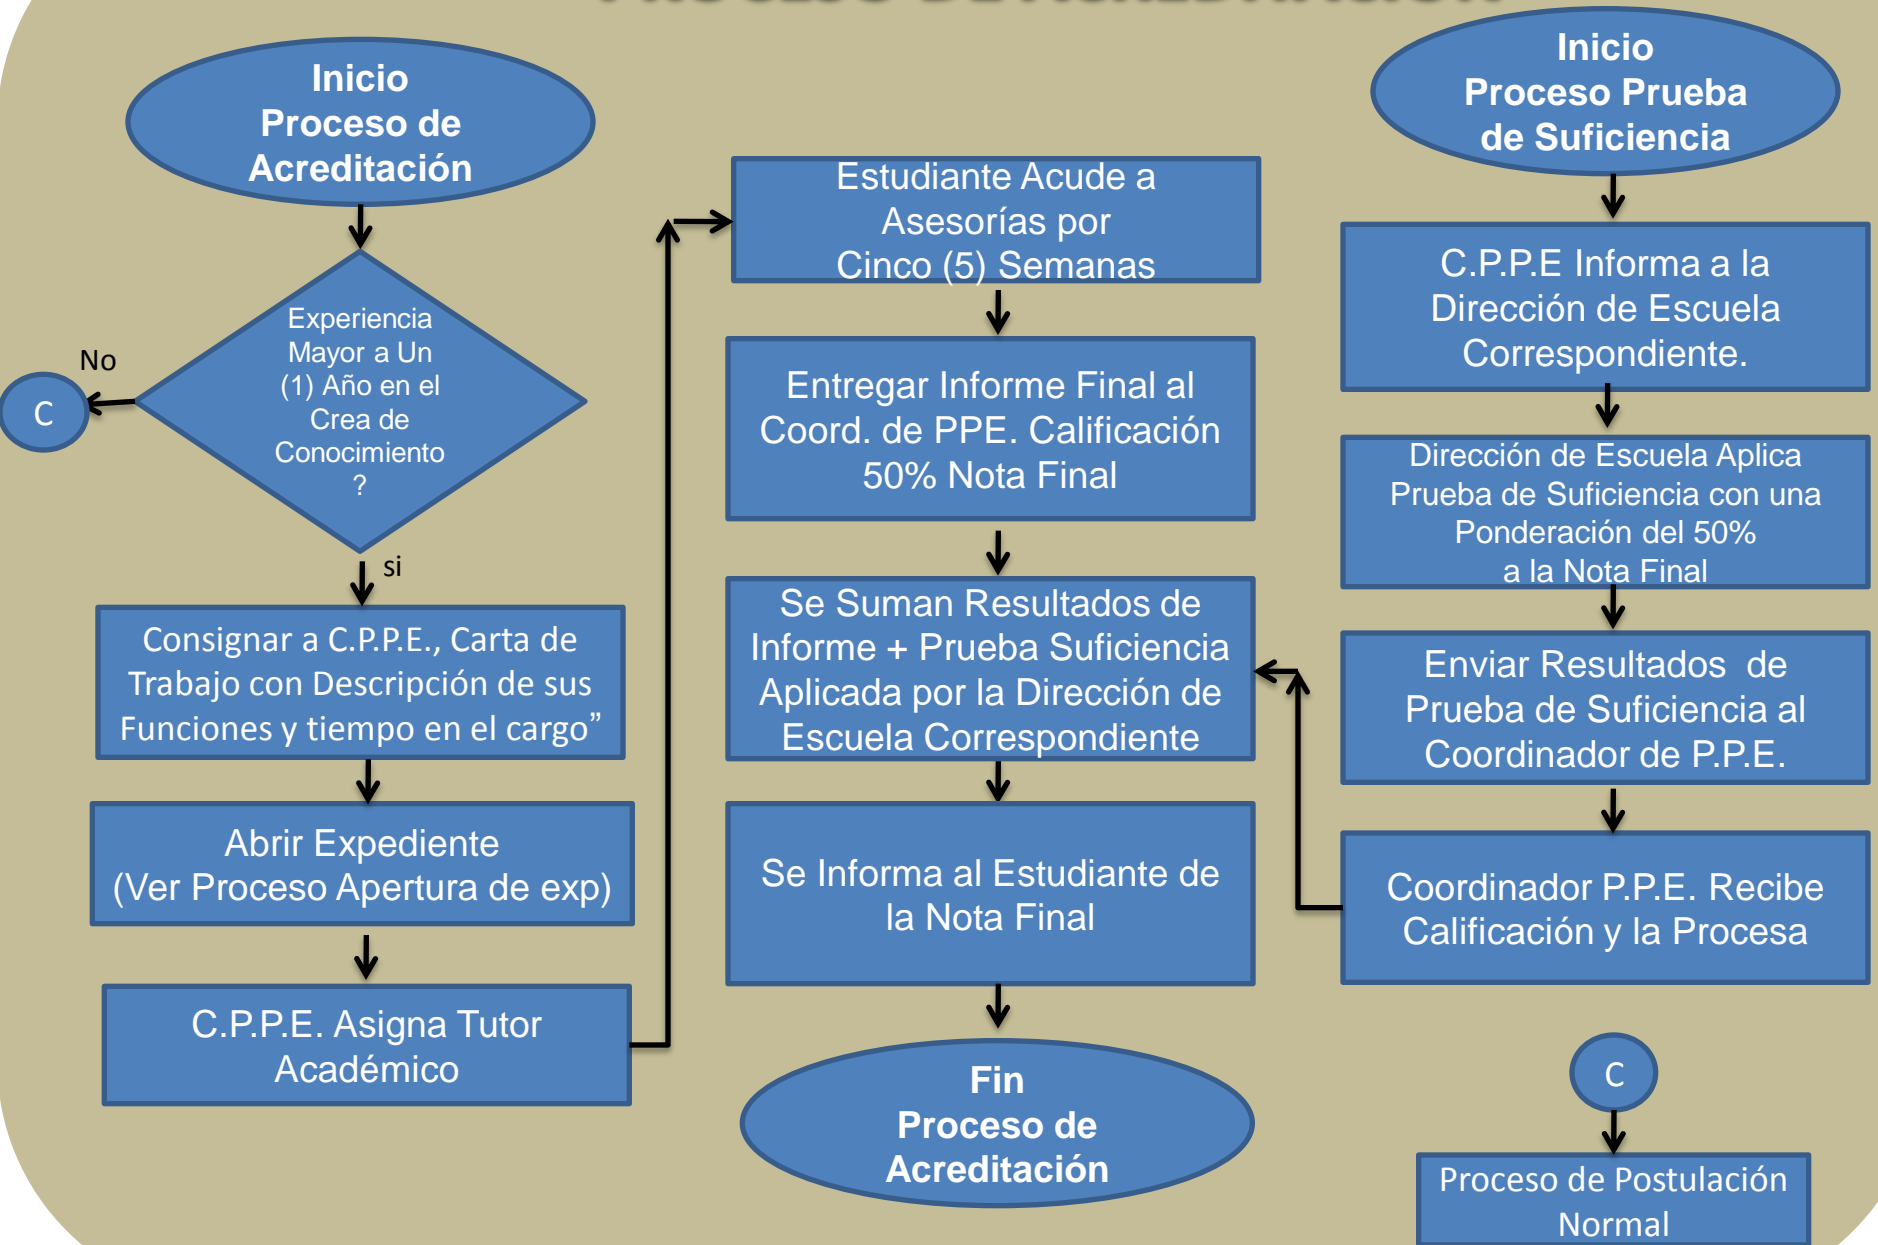 Inicio
Proceso de
Acreditación
Experiencia
Mayor a Un
(1) Año en el
Crea de
Conocimiento
?
No
C
si
Consignar a C.P.P.E., Carta de
Trabajo con Descripción de sus
Funciones y tiempo en el cargo”
Abrir Expediente
(Ver Proceso Apertura de exp)
C.P.P.E. Asigna Tutor
Académico
Estudiante Acude a
Asesorías por
Cinco (5) Semanas
Entregar Informe Final al
Coord. de PPE. Calificación
50% Nota Final
Se Suman Resultados de
Informe + Prueba Suficiencia
Aplicada por la Dirección de
Escuela Correspondiente
Se Informa al Estudiante de
la Nota Final
Fin
Proceso de
Acreditación
Inicio
Proceso Prueba
de Suficiencia
C.P.P.E Informa a la
Dirección de Escuela
Correspondiente.
Dirección de Escuela Aplica
Prueba de Suficiencia con una
Ponderación del 50%
a la Nota Final
Enviar Resultados de
Prueba de Suficiencia al
Coordinador de P.P.E.
Coordinador P.P.E. Recibe
Calificación y la Procesa
C
Proceso de Postulación
Normal